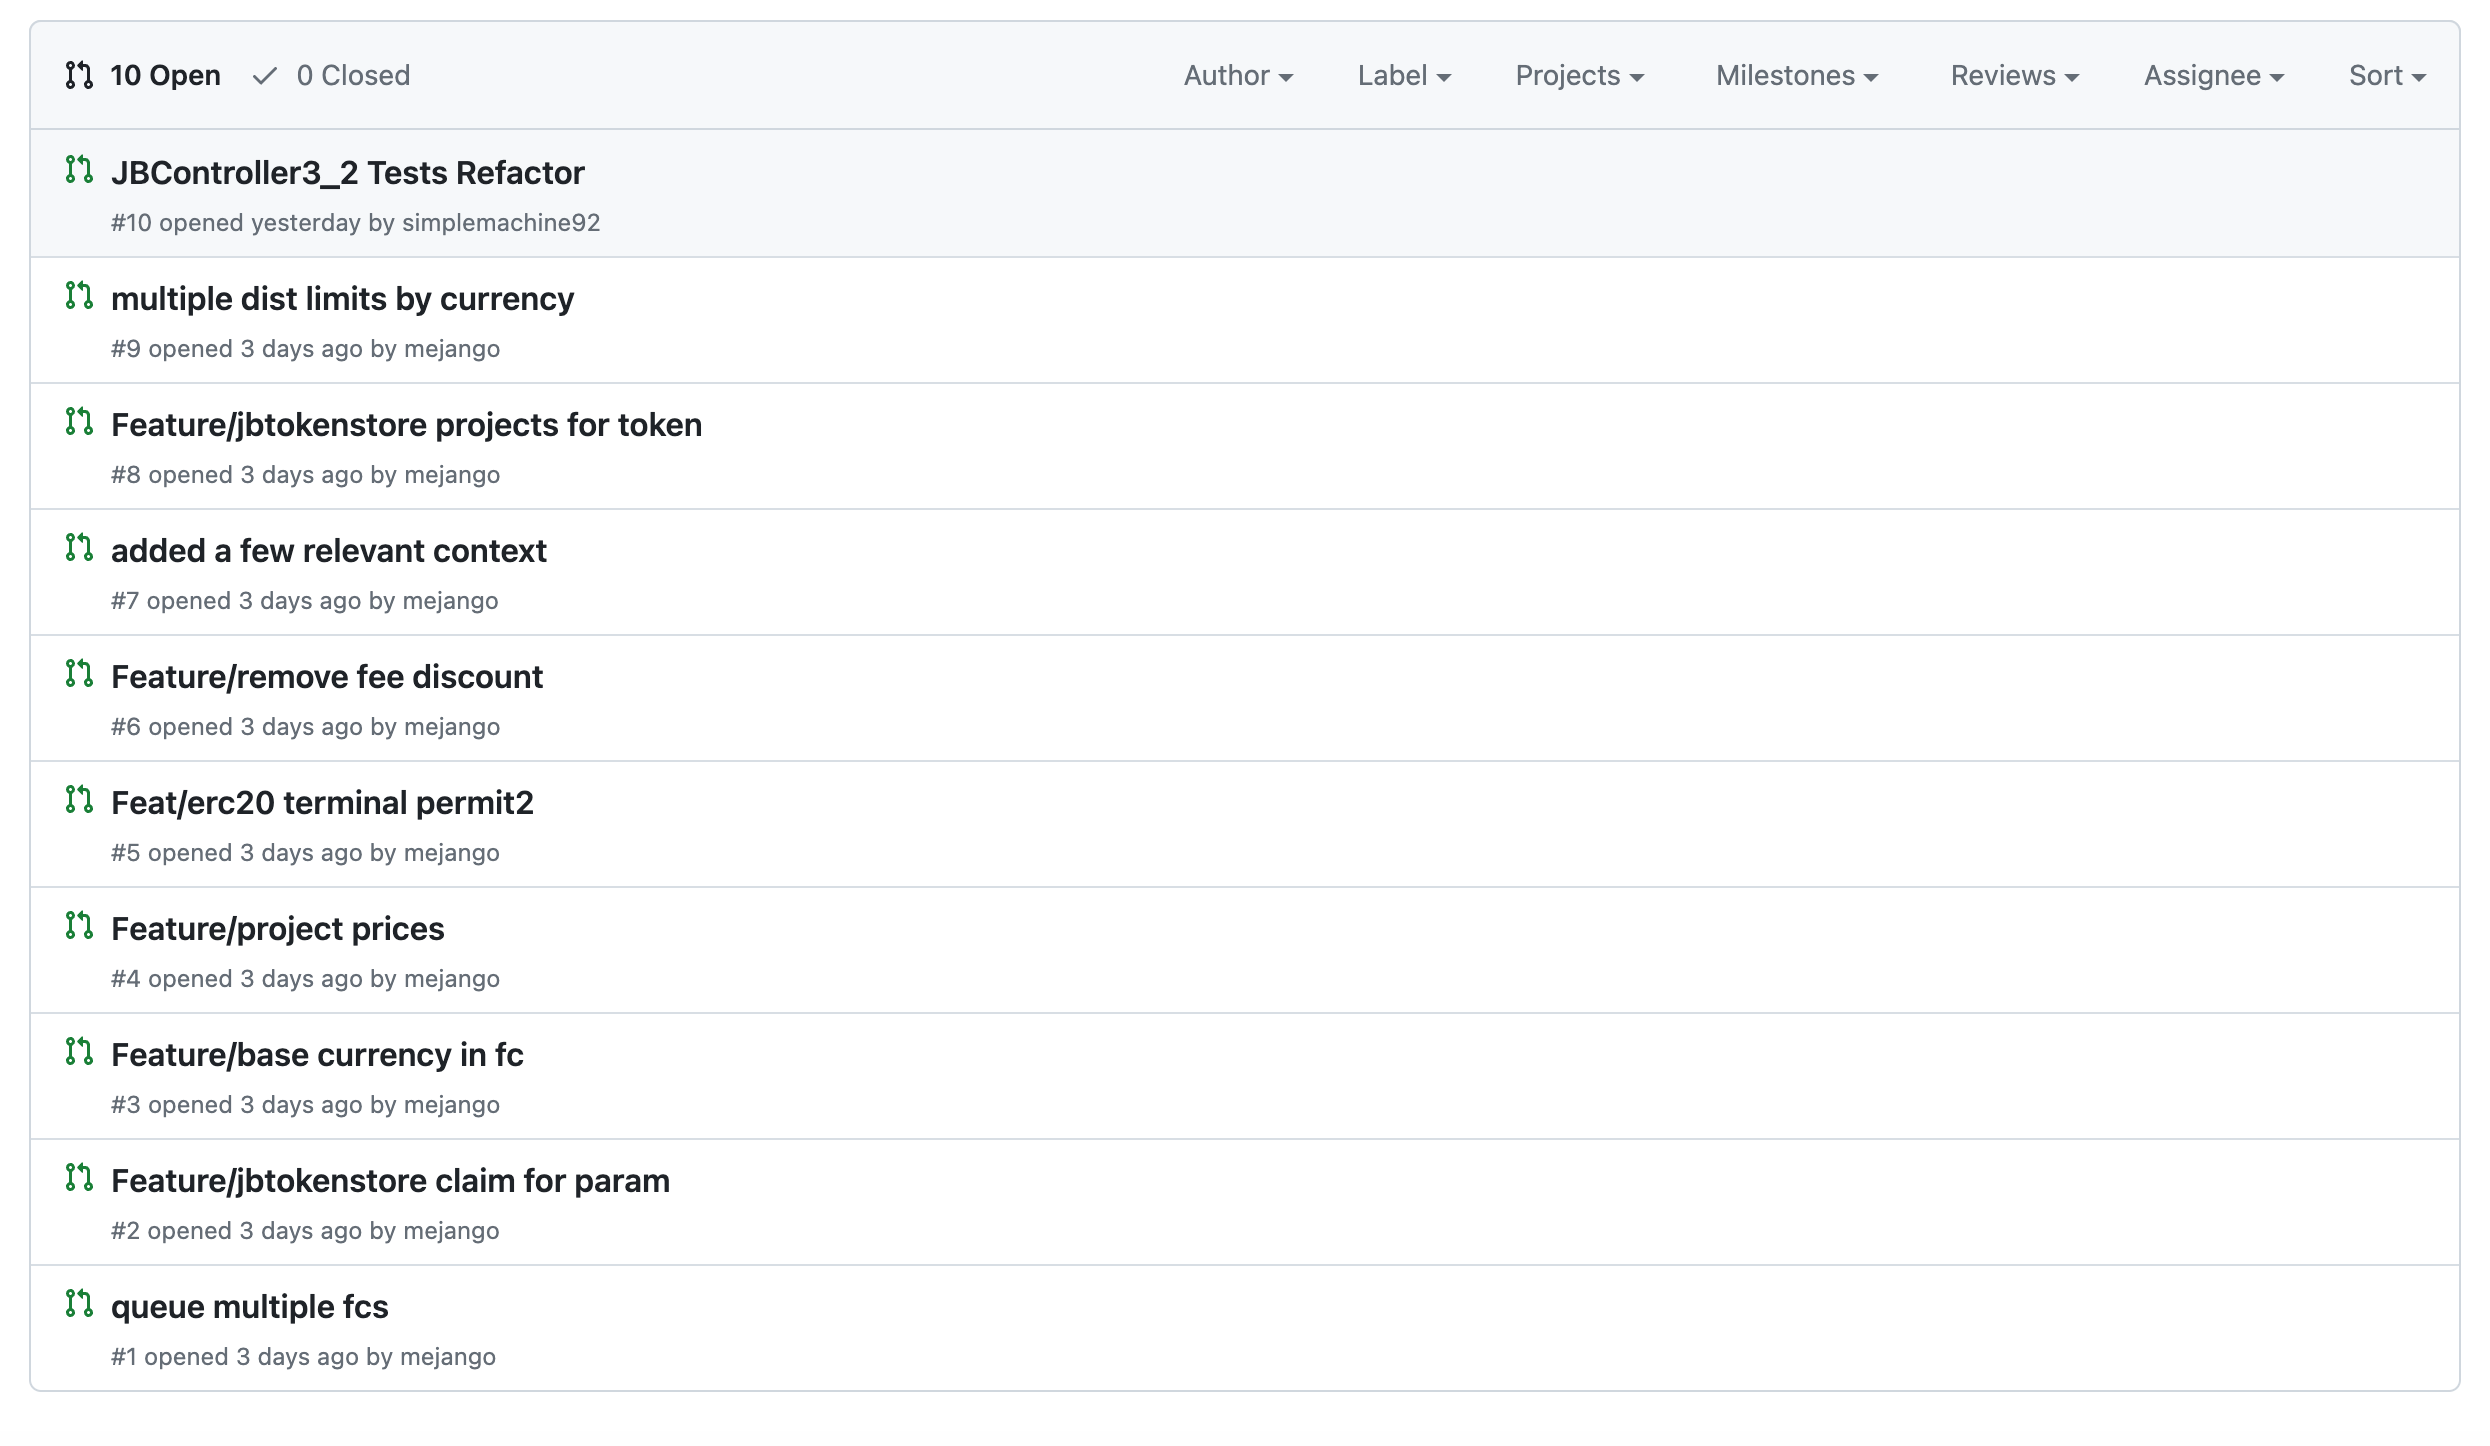 10 Open 0 Closed Author Label Projects Milestones Reviews Assignee Sort
JBController3_2 Tests Refactor
#10 opened yesterday by simplemachine92
multiple dist limits by currency
#9 opened 3 days ago by mejango
Feature/jbtokenstore projects for token
#8 opened 3 days ago by mejango
added a few relevant context
#7 opened 3 days ago by mejango
Feature/remove fee discount
#6 opened 3 days ago by mejango
Feat/erc20 terminal permit2
#5 opened 3 days ago by mejango
Feature/project prices
#4 opened 3 days ago by mejango
Feature/base currency in fc
#3 opened 3 days ago by mejango
Feature/jbtokenstore claim for param
#2 opened 3 days ago by mejango
queue multiple fcs
#1 opened 3 days ago by mejango